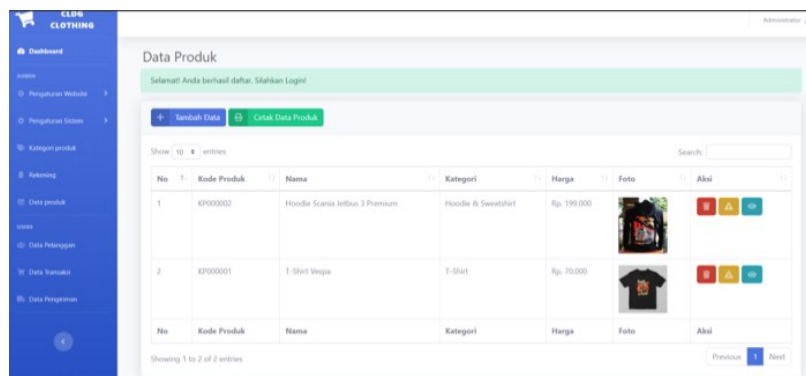 CLDG
CLOTHING
Administrator
Dashboard
ADMIN
Pengaturan Website
Pengaturan Sistem
Kategori produk
Rekening
Data produk
USERS
Data Pelanggan
Data Transaksi
Data Pengiriman
Data Produk
Selamat! Anda berhasil daftar. Silahkan Login!
Tambah Data Cetak Data Produk
Show 10 entries Search:
No Kode Produk Nama Kategori Harga Foto Aksi
1 KP000002 Hoodie Scania Jetbus 3 Premium Hoodie & Sweatshirt Rp. 199.000
2 KP000001 T-Shirt Vespa T-Shirt Rp. 70.000
No Kode Produk Nama Kategori Harga Foto Aksi
Showing 1 to 2 of 2 entries Previous 1 Next